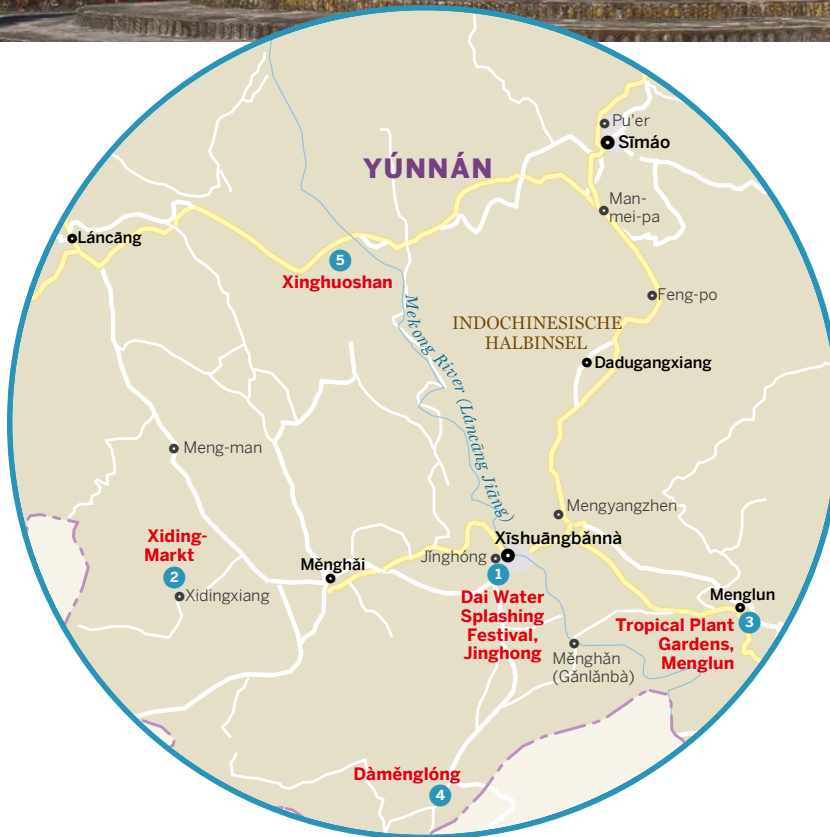 Pu'er
Sīmáo
YÚNNÁN
Man-
mei-pa
Láncāng
5
Xinghuoshan
Feng-po
Mekong River (Láncāng Jiāng)
INDOCHINESISCHE
HALBINSEL
Dadugangxiang
Meng-man
Mengyangzhen
Xiding-
Markt
2
Xidingxiang
Měnghǎi
Xīshuāngbǎnnà
Jǐnghóng
1
Dai Water
Splashing
Festival,
Jinghong
Menglun
3
Tropical Plant
Gardens,
Menglun
Měnghǎn
(Gǎnlǎnbà)
Dàměnglóng
4